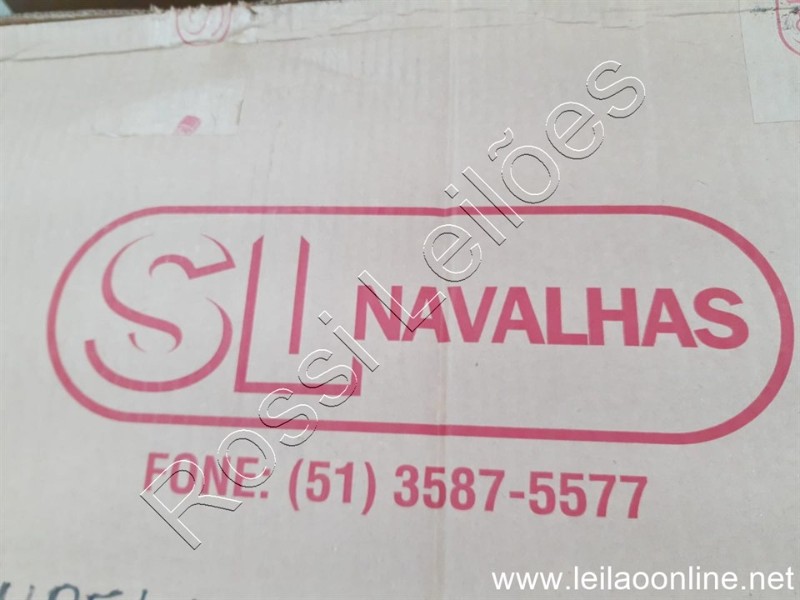 SL NAVALHAS
FONE: (51) 3587-5577
Rossi Leilões
www.leilaoonline.net